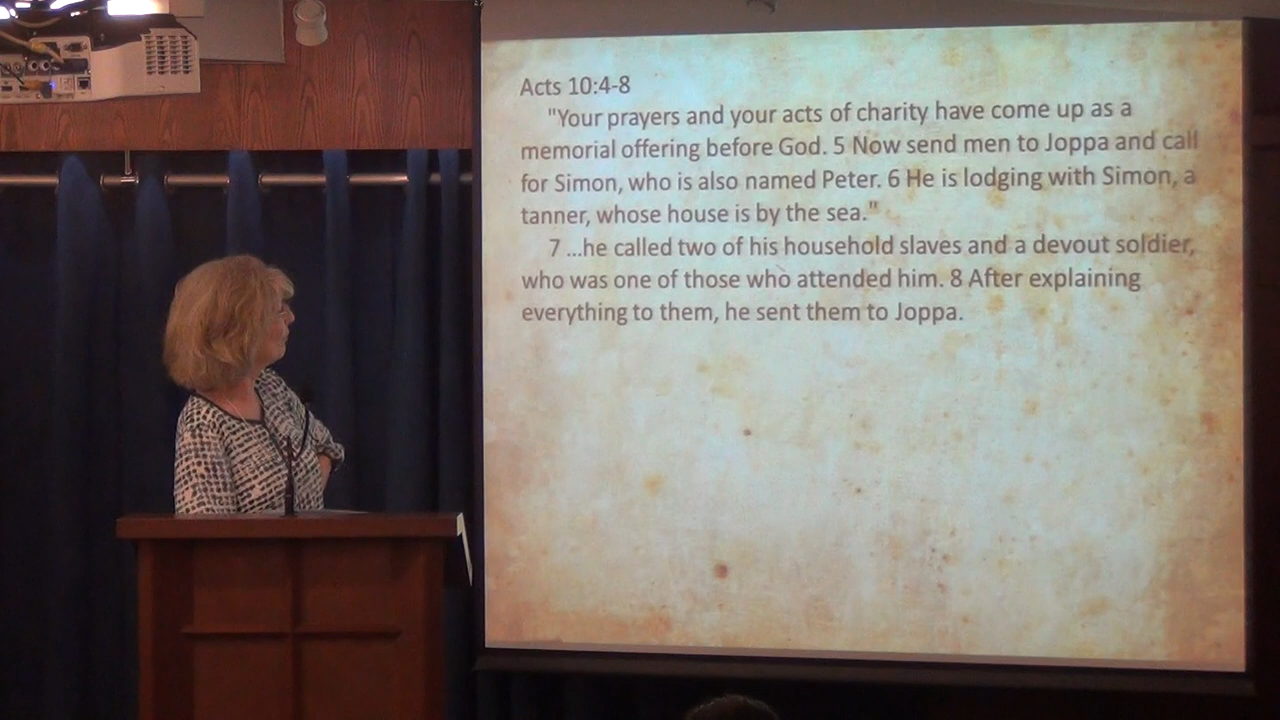 Acts 10:4-8
"Your prayers and your acts of charity have come up as a
memorial offering before God. 5 Now send men to Joppa and call
for Simon, who is also named Peter. 6 He is lodging with Simon, a
tanner, whose house is by the sea."
7 ...he called two of his household slaves and a devout soldier,
who was one of those who attended him. 8 After explaining
everything to them, he sent them to Joppa.